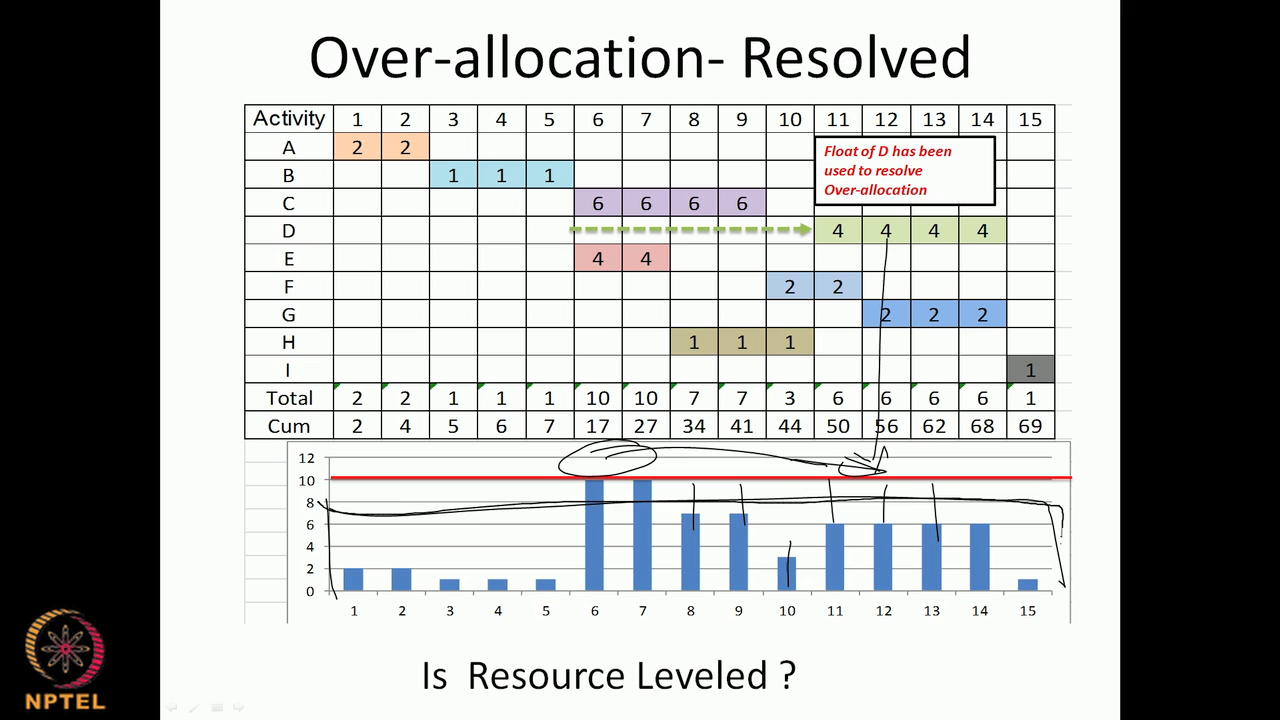 Over-allocation- Resolved
Activity 1 2 3 4 5 6 7 8 9 10 11 12 13 14 15
A 2 2
B 1 1 1
C 6 6 6 6
D 4 4 4 4
E 4 4
F 2 2
G 2 2 2
H 1 1 1
I 1
Total 2 2 1 1 1 10 10 7 7 3 6 6 6 6 1
Cum 2 4 5 6 7 17 27 34 41 44 50 56 62 68 69
Float of D has been
used to resolve
Over-allocation
12
10
8
6
4
2
0
1 2 3 4 5 6 7 8 9 10 11 12 13 14 15
Is Resource Leveled ?
NPTEL